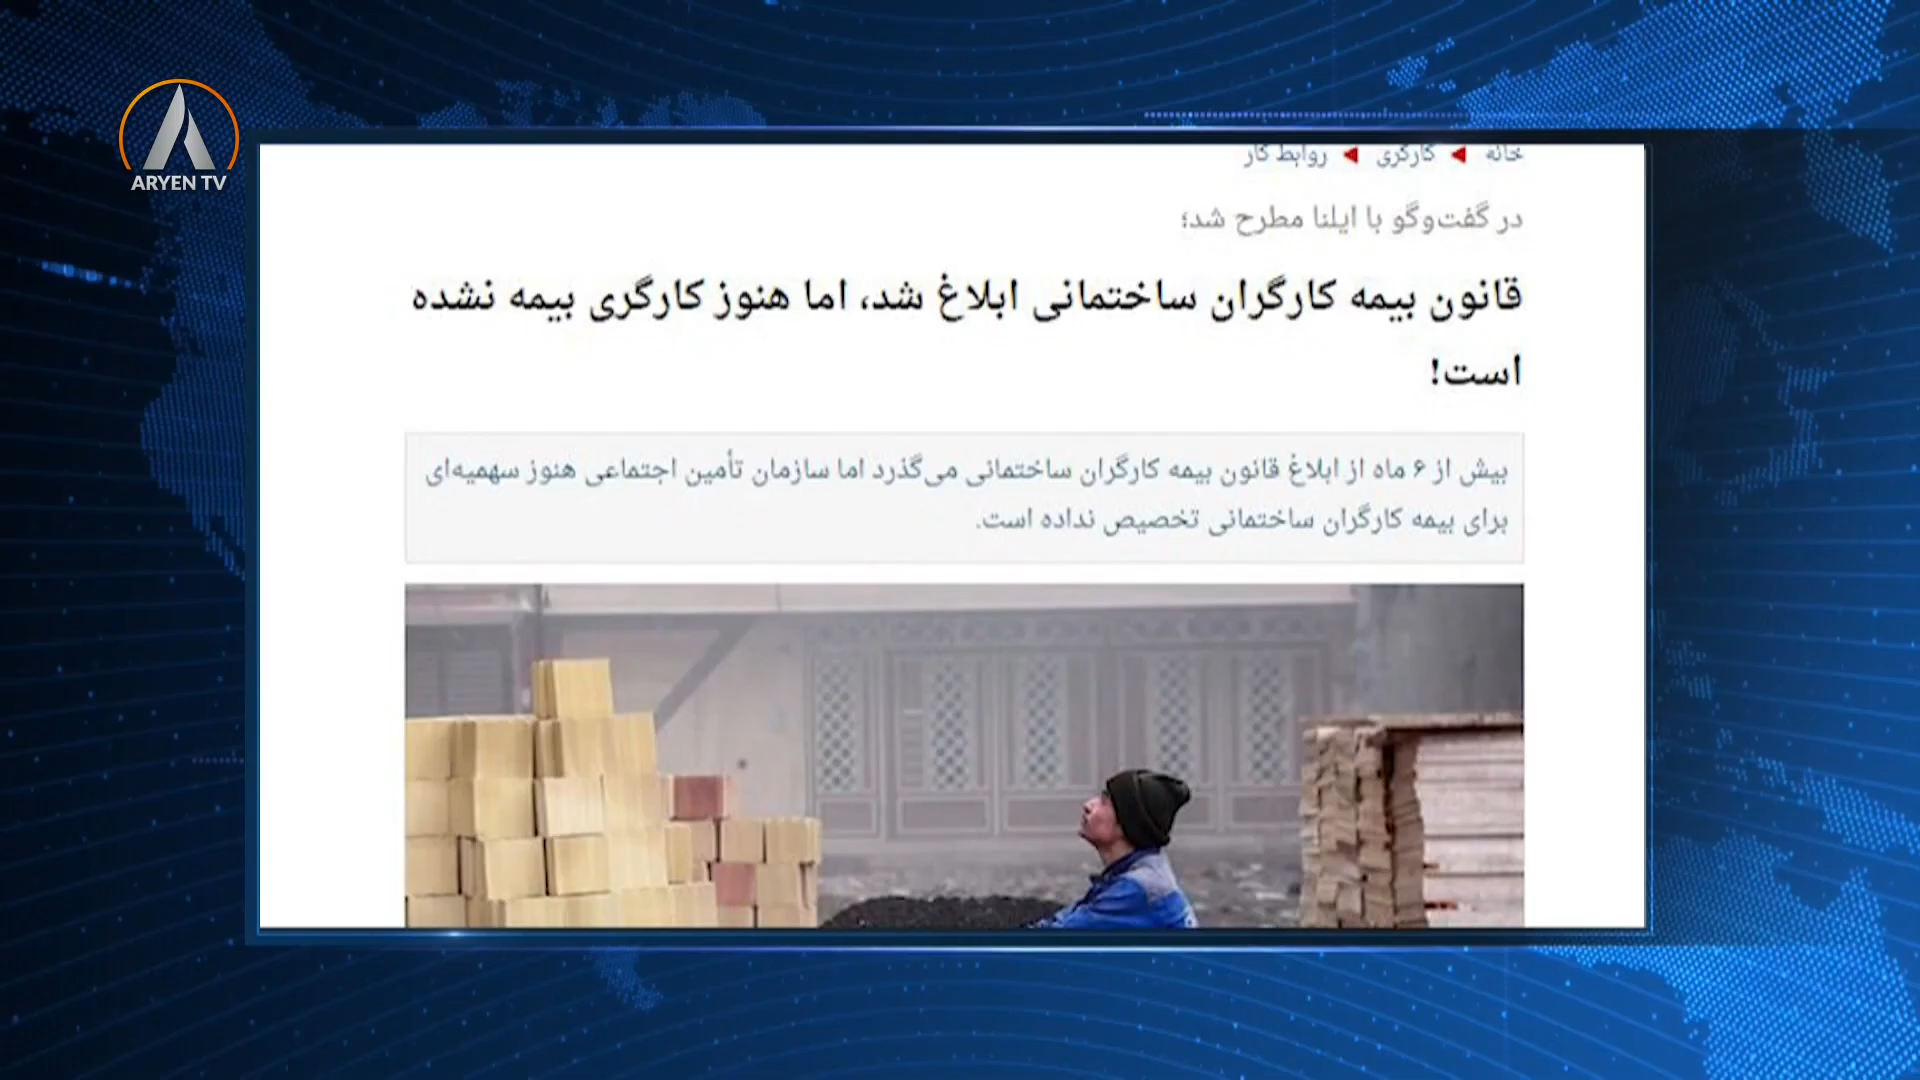 ARYEN TV
خانه ◀ کارگری ◀ روابط کار
در گفت‌وگو با ایلنا مطرح شد؛
قانون بیمه کارگران ساختمانی ابلاغ شد، اما هنوز کارگری بیمه نشده
است!
بیش از ۶ ماه از ابلاغ قانون بیمه کارگران ساختمانی می‌گذرد اما سازمان تأمین اجتماعی هنوز سهمیه‌ای
برای بیمه کارگران ساختمانی تخصیص نداده است.